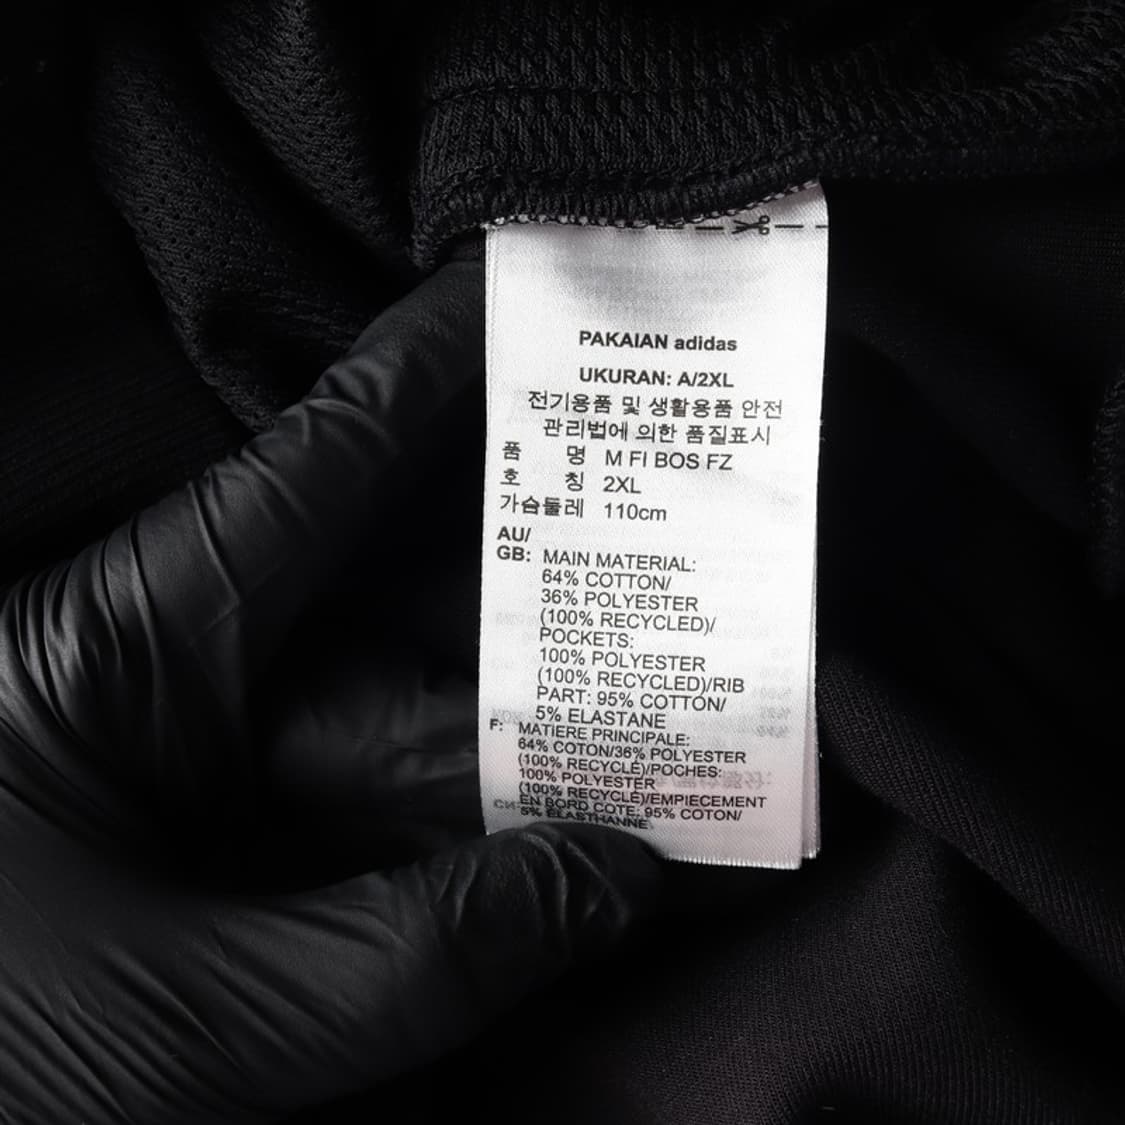 PAKAIAN adidas
UKURAN: A/2XL
전기용품 및 생활용품 안전
관리법에 의한 품질표시
품 명 M FI BOS FZ
호 칭 2XL
가슴둘레 110cm
AU/
GB: MAIN MATERIAL:
64% COTTON/
36% POLYESTER
(100% RECYCLED)/
POCKETS:
100% POLYESTER
(100% RECYCLED)/RIB
PART: 95% COTTON/
5% ELASTANE
F: MATIERE PRINCIPALE:
64% COTON/36% POLYESTER
(100% RECYCLÉ)/POCHES:
100% POLYESTER
(100% RECYCLÉ)/EMPIECEMENT
EN BORD COTE: 95% COTON/
5% ELASTHANNE